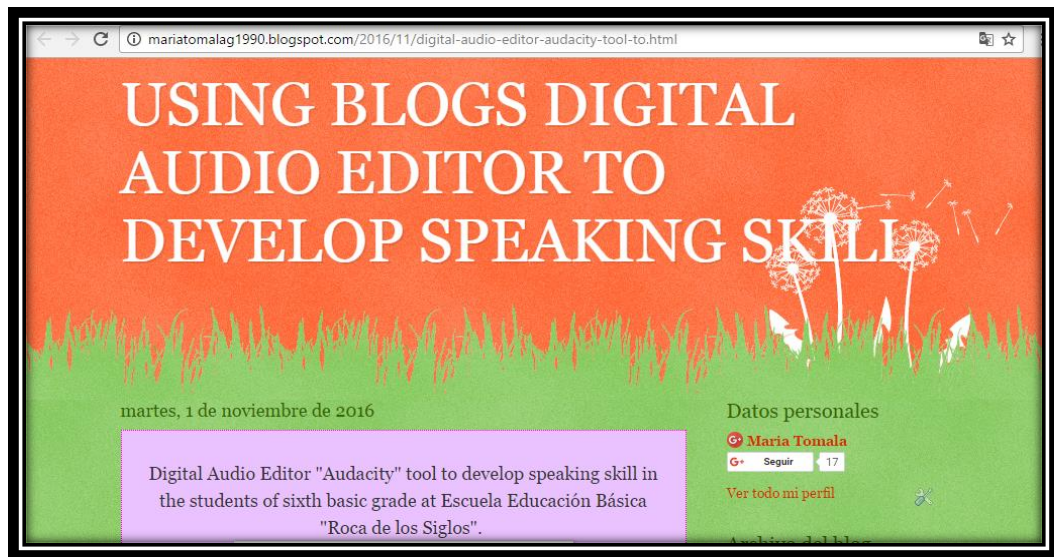 mariatomalag1990.blogspot.com/2016/11/digital-audio-editor-audacity-tool-to.html
USING BLOGS DIGITAL
AUDIO EDITOR TO
DEVELOP SPEAKING SKILL
martes, 1 de noviembre de 2016
Digital Audio Editor "Audacity" tool to develop speaking skill in
the students of sixth basic grade at Escuela Educación Básica
"Roca de los Siglos".
Datos personales
Maria Tomala
G+ Seguir 17
Ver todo mi perfil
Archivo del blog